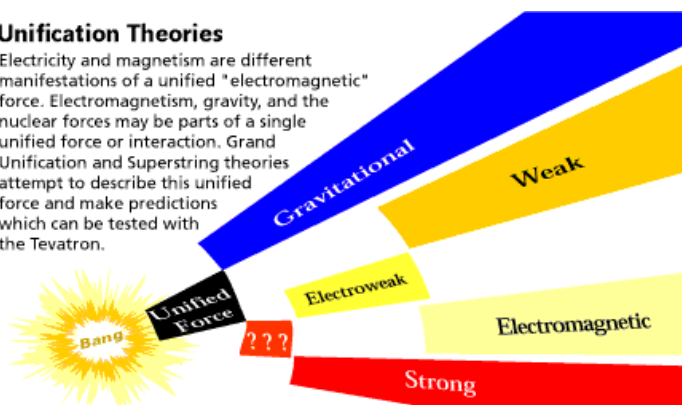 Unification Theories
Electricity and magnetism are different
manifestations of a unified "electromagnetic"
force. Electromagnetism, gravity, and the
nuclear forces may be parts of a single
unified force or interaction. Grand
Unification and Superstring theories
attempt to describe this unified
force and make predictions
which can be tested with
the Tevatron.
Gravitational
Weak
Electroweak
Unified
Force
Bang
? ? ?
Electromagnetic
Strong